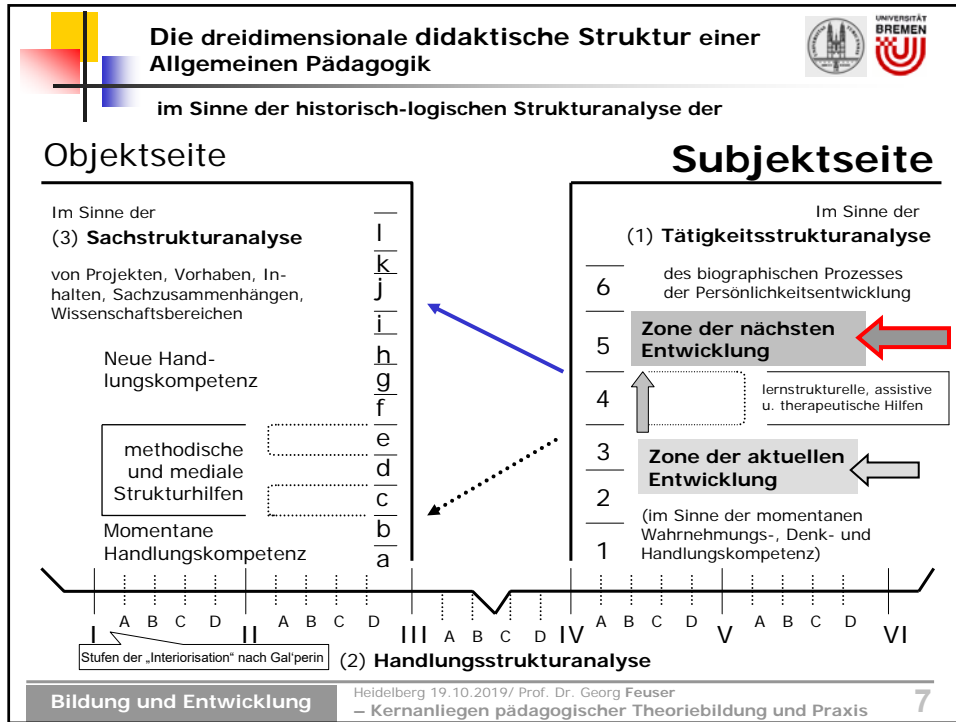 Die dreidimensionale didaktische Struktur einer
Allgemeinen Pädagogik
UNIVERSITÄT
BREMEN
im Sinne der historisch-logischen Strukturanalyse der
Objektseite
Im Sinne der
(3) Sachstrukturanalyse
von Projekten, Vorhaben, In-
halten, Sachzusammenhängen,
Wissenschaftsbereichen
Neue Hand-
lungskompetenz
methodische
und mediale
Strukturhilfen
Momentane
Handlungskompetenz
l
k
j
i
h
g
f
e
d
c
b
a
Subjektseite
Im Sinne der
(1) Tätigkeitsstrukturanalyse
des biographischen Prozesses
der Persönlichkeitsentwicklung
6
5
4
3
2
1
Zone der nächsten
Entwicklung
lernstrukturelle, assistive
u. therapeutische Hilfen
Zone der aktuellen
Entwicklung
(im Sinne der momentanen
Wahrnehmungs-, Denk- und
Handlungskompetenz)
I A B C D II A B C D III A B C D IV A B C D V A B C D VI
Stufen der „Interiorisation" nach Gal'perin
(2) Handlungsstrukturanalyse
Bildung und Entwicklung
Heidelberg 19.10.2019/ Prof. Dr. Georg Feuser
– Kernanliegen pädagogischer Theoriebildung und Praxis
7